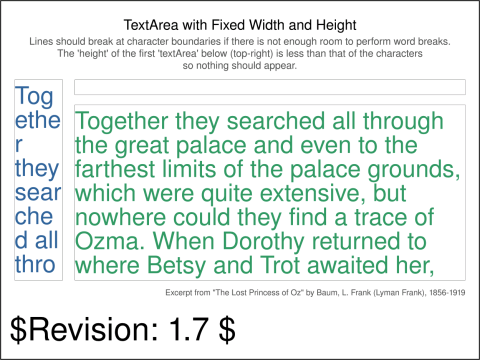 TextArea with Fixed Width and Height
Lines should break at character boundaries if there is not enough room to perform word breaks.
The 'height' of the first 'textArea' below (top-right) is less than that of the characters
so nothing should appear.
Tog
ethe
r
they
sear
che
d all
thro
Together they searched all through
the great palace and even to the
farthest limits of the palace grounds,
which were quite extensive, but
nowhere could they find a trace of
Ozma. When Dorothy returned to
where Betsy and Trot awaited her,
Excerpt from "The Lost Princess of Oz" by Baum, L. Frank (Lyman Frank), 1856-1919
$Revision: 1.7 $